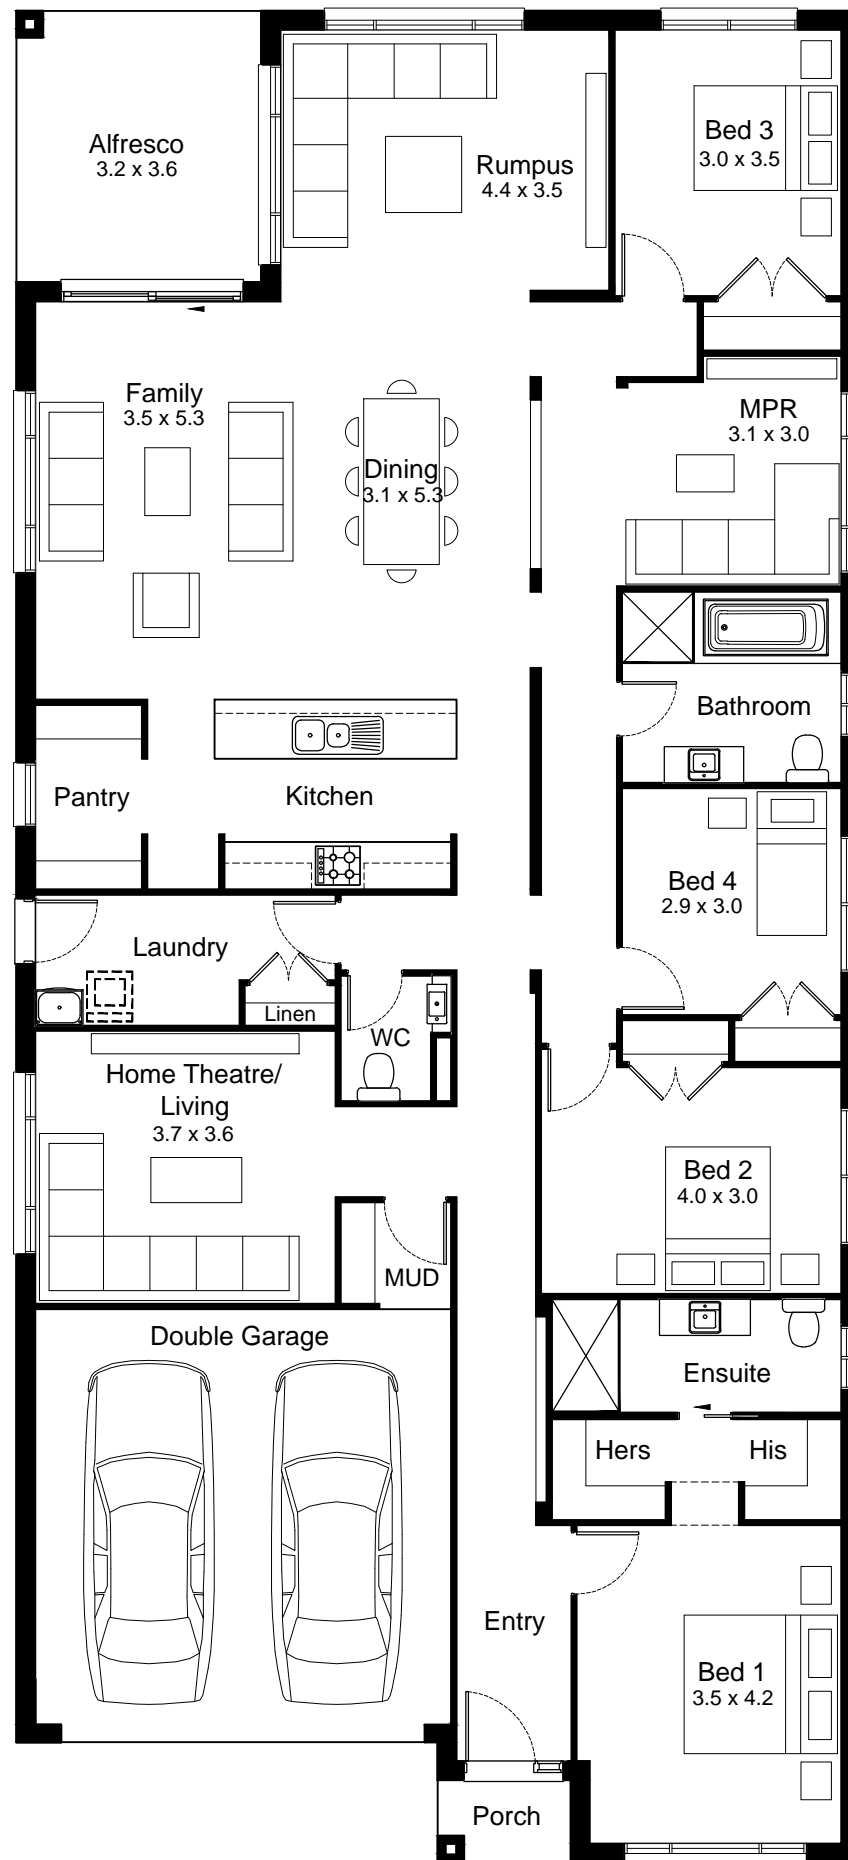 Alfresco
3.2 x 3.6
Rumpus
4.4 x 3.5
Bed 3
3.0 x 3.5
Family
3.5 x 5.3
Dining
3.1 x 5.3
MPR
3.1 x 3.0
Bathroom
Pantry
Kitchen
Bed 4
2.9 x 3.0
Laundry
Linen
WC
Home Theatre/
Living
3.7 x 3.6
Bed 2
4.0 x 3.0
MUD
Double Garage
Ensuite
Hers
His
Entry
Bed 1
3.5 x 4.2
Porch